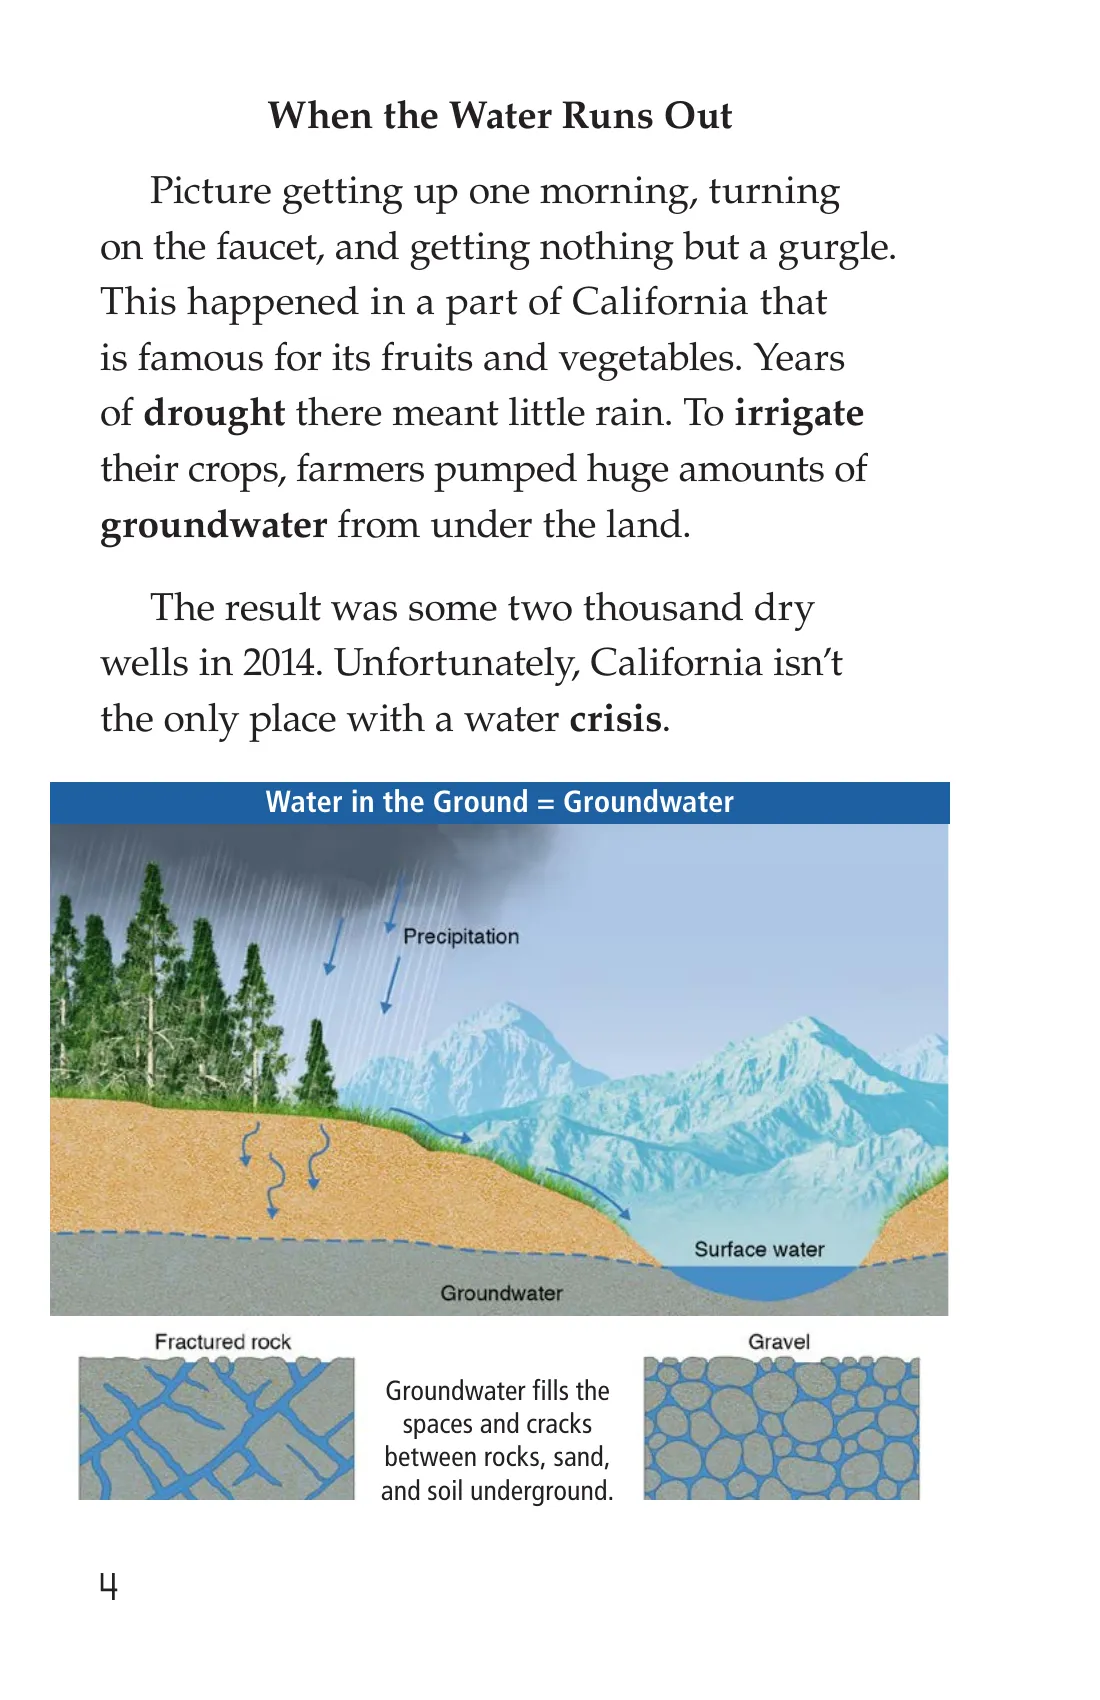 When the Water Runs Out
Picture getting up one morning, turning
on the faucet, and getting nothing but a gurgle.
This happened in a part of California that
is famous for its fruits and vegetables. Years
of drought there meant little rain. To irrigate
their crops, farmers pumped huge amounts of
groundwater from under the land.
The result was some two thousand dry
wells in 2014. Unfortunately, California isn’t
the only place with a water crisis.
Water in the Ground = Groundwater
Precipitation
Surface water
Groundwater
Fractured rock
Groundwater fills the
spaces and cracks
between rocks, sand,
and soil underground.
Gravel
4